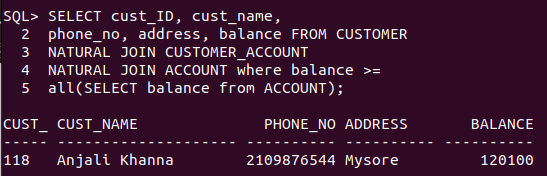 SQL> SELECT cust_ID, cust_name,
  2  phone_no, address, balance FROM CUSTOMER
  3  NATURAL JOIN CUSTOMER_ACCOUNT
  4  NATURAL JOIN ACCOUNT where balance >=
  5  all(SELECT balance from ACCOUNT);
CUST_ CUST_NAME              PHONE_NO ADDRESS       BALANCE
----- -------------------- ---------- ---------- ----------
118   Anjali Khanna        2109876544 Mysore         120100